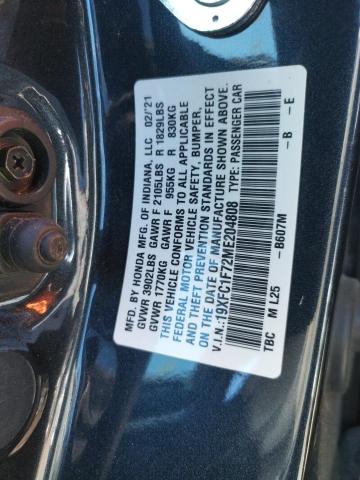 MFD. BY HONDA MFG. OF INDIANA, LLC 02/'21
GVWR 3902LBS GAWR F 2105LBS R 1829LBS
GVWR 1770KG GAWR F 955KG R 830KG
THIS VEHICLE CONFORMS TO ALL APPLICABLE
FEDERAL MOTOR VEHICLE SAFETY, BUMPER,
AND THEFT PREVENTION STANDARDS IN EFFECT
ON THE DATE OF MANUFACTURE SHOWN ABOVE.
V.I.N.:19XFC1F72ME204808 TYPE: PASSENGER CAR
TBC M L25 -B607M -B -E